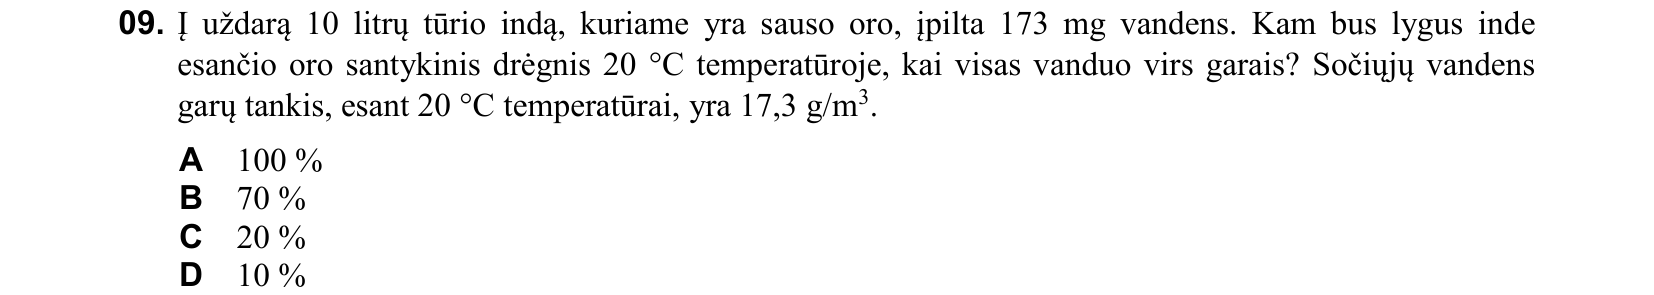 09. Į uždarą 10 litrų tūrio indą, kuriame yra sauso oro, įpilta 173 mg vandens. Kam bus lygus inde
esančio oro santykinis drėgnis 20 °C temperatūroje, kai visas vanduo virs garais? Sočiųjų vandens
garų tankis, esant 20 °C temperatūrai, yra 17,3 g/m³.
A 100 %
B 70 %
C 20 %
D 10 %